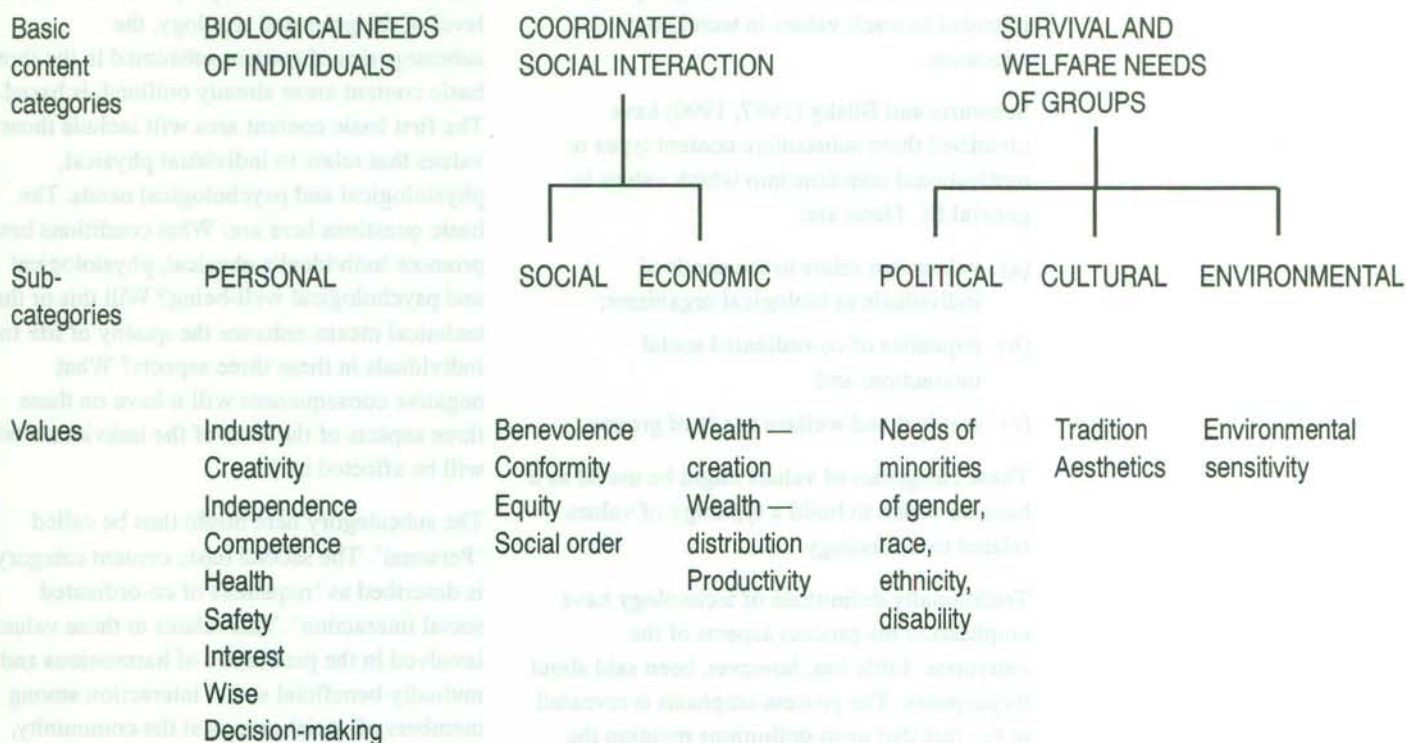 Basic
content
categories
BIOLOGICAL NEEDS
OF INDIVIDUALS
COORDINATED
SOCIAL INTERACTION
SURVIVAL AND
WELFARE NEEDS
OF GROUPS
Sub-
categories
PERSONAL
SOCIAL
ECONOMIC
POLITICAL
CULTURAL
ENVIRONMENTAL
Values
Industry
Creativity
Independence
Competence
Health
Safety
Interest
Wise
Decision-making
Benevolence
Conformity
Equity
Social order
Wealth —
creation
Wealth —
distribution
Productivity
Needs of
minorities
of gender,
race,
ethnicity,
disability
Tradition
Aesthetics
Environmental
sensitivity